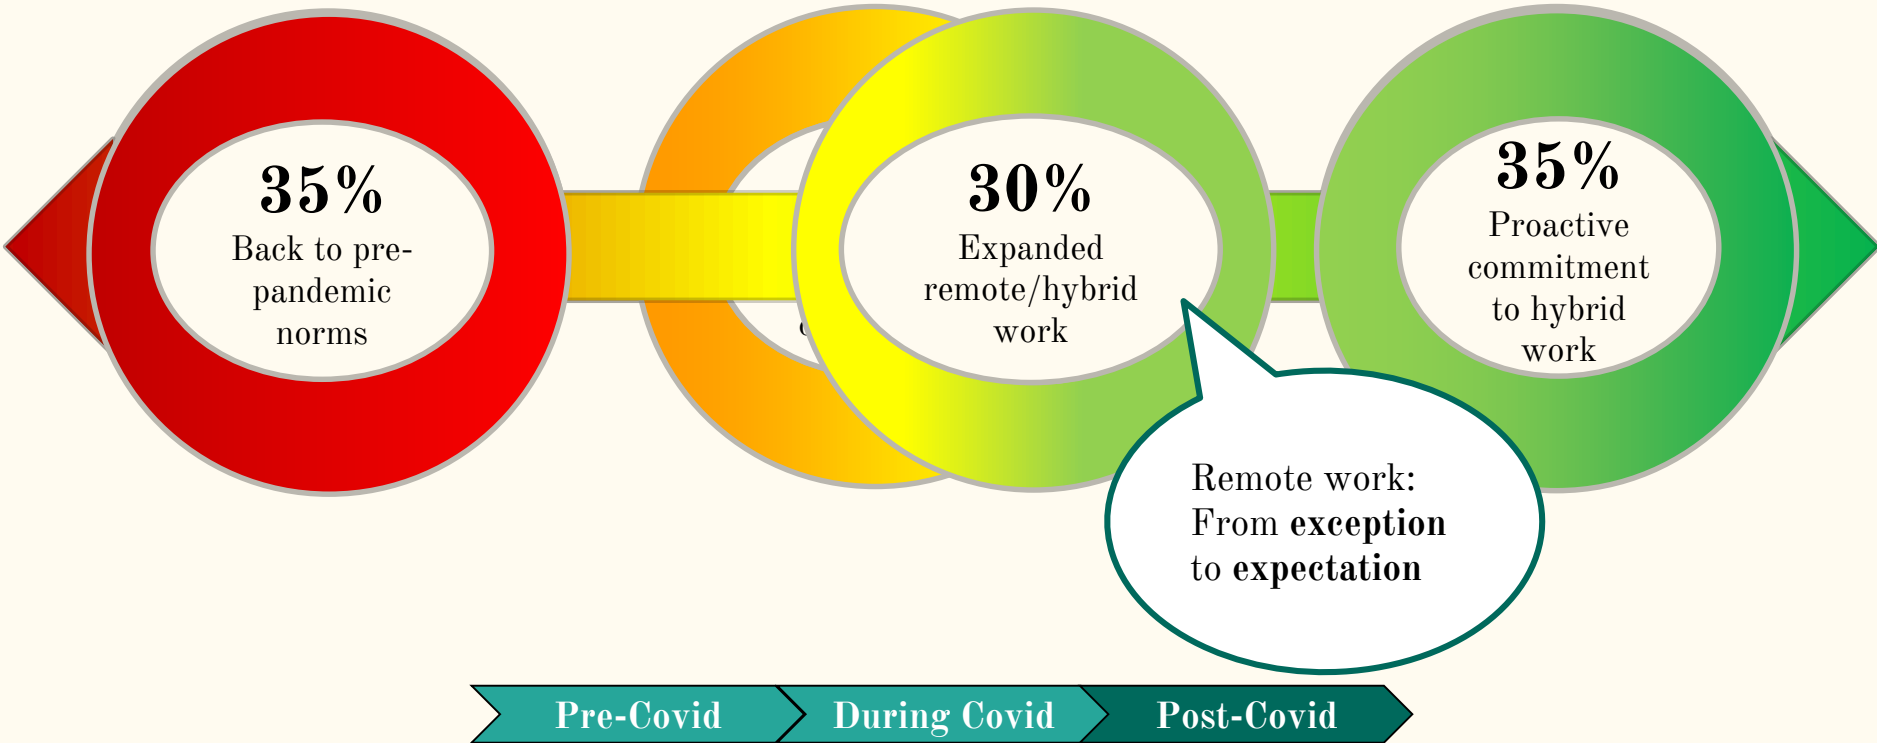 35%
Back to pre-
pandemic
norms
30%
Expanded
remote/hybrid
work
35%
Proactive
commitment
to hybrid
work
Remote work:
From exception
to expectation
Pre-Covid
During Covid
Post-Covid